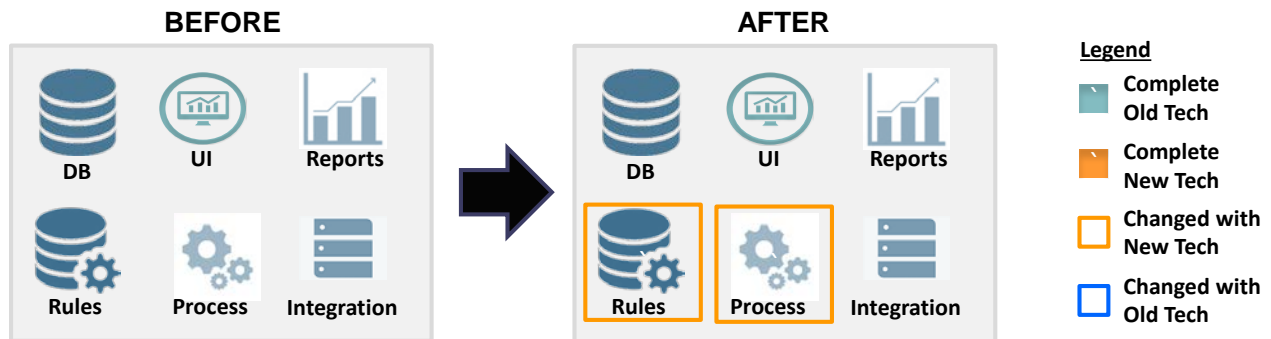 BEFORE
AFTER
DB
UI
Reports
Rules
Process
Integration
DB
UI
Reports
Rules
Process
Integration
Legend
Complete
Old Tech
Complete
New Tech
Changed with
New Tech
Changed with
Old Tech